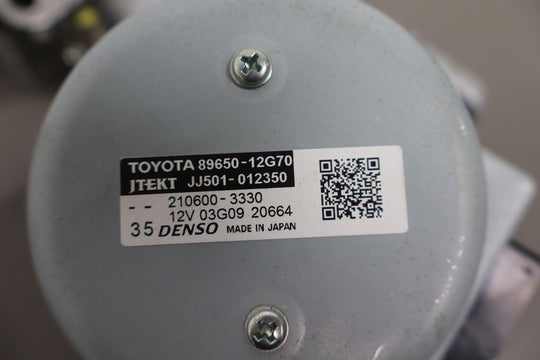 TOYOTA 89650-12G70
JTEKT JJ501-012350
-- 210600-3330
12V 03G09 20664
35 DENSO MADE IN JAPAN